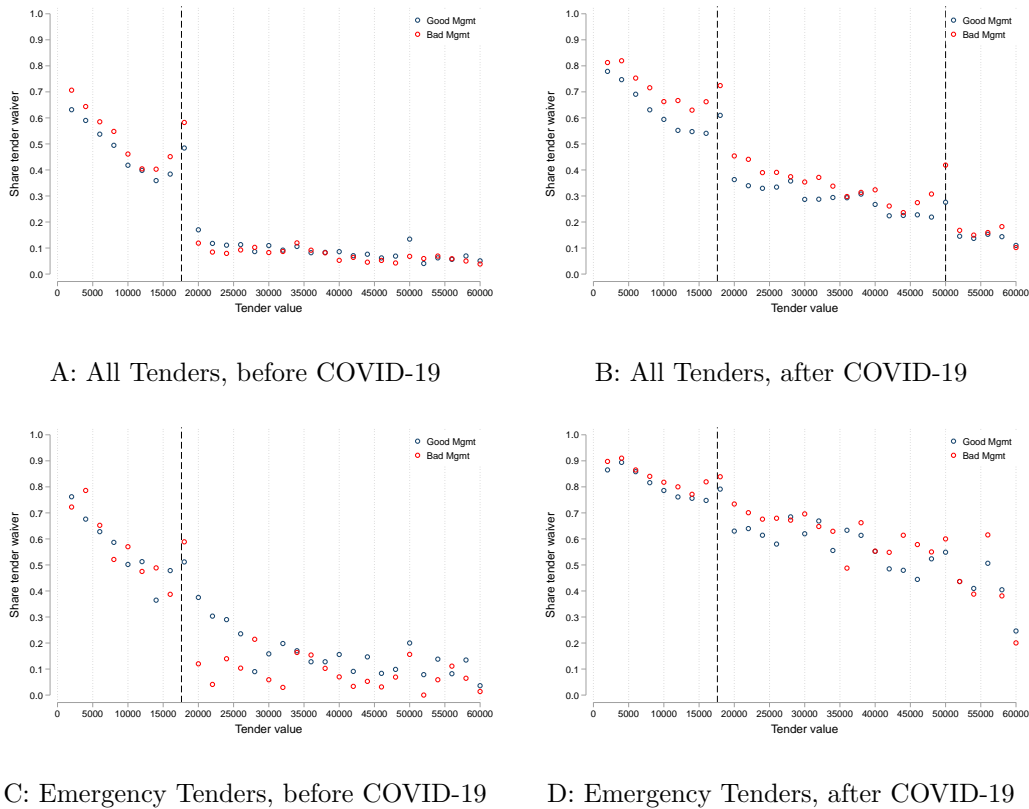 Good Mgmt
Bad Mgmt
Share tender waiver
1.0
0.9
0.8
0.7
0.6
0.5
0.4
0.3
0.2
0.1
0.0
0 5000 10000 15000 20000 25000 30000 35000 40000 45000 50000 55000 60000
Tender value
A: All Tenders, before COVID-19
Good Mgmt
Bad Mgmt
Share tender waiver
1.0
0.9
0.8
0.7
0.6
0.5
0.4
0.3
0.2
0.1
0.0
0 5000 10000 15000 20000 25000 30000 35000 40000 45000 50000 55000 60000
Tender value
B: All Tenders, after COVID-19
Good Mgmt
Bad Mgmt
Share tender waiver
1.0
0.9
0.8
0.7
0.6
0.5
0.4
0.3
0.2
0.1
0.0
0 5000 10000 15000 20000 25000 30000 35000 40000 45000 50000 55000 60000
Tender value
C: Emergency Tenders, before COVID-19
Good Mgmt
Bad Mgmt
Share tender waiver
1.0
0.9
0.8
0.7
0.6
0.5
0.4
0.3
0.2
0.1
0.0
0 5000 10000 15000 20000 25000 30000 35000 40000 45000 50000 55000 60000
Tender value
D: Emergency Tenders, after COVID-19